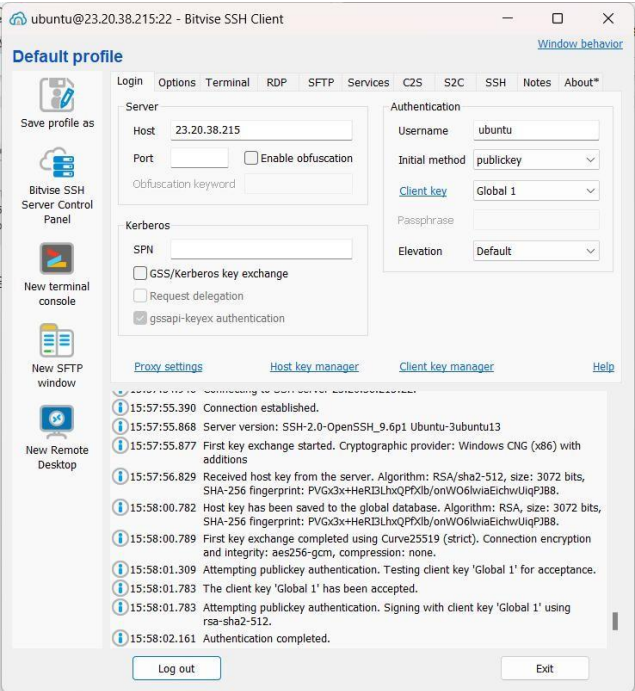 ubuntu@23.20.38.215:22 - Bitvise SSH Client
Window behavior
Default profile
Save profile as
Bitvise SSH
Server Control
Panel
New terminal
console
New SFTP
window
New Remote
Desktop
Login Options Terminal RDP SFTP Services C2S S2C SSH Notes About*
Server
Host 23.20.38.215
Port Enable obfuscation
Obfuscation keyword
Kerberos
SPN
GSS/Kerberos key exchange
Request delegation
gssapi-keyex authentication
Authentication
Username ubuntu
Initial method publickey
Client key Global 1
Passphrase
Elevation Default
Proxy settings Host key manager Client key manager Help
15:57:55.390 Connection established.
15:57:55.868 Server version: SSH-2.0-OpenSSH_9.6p1 Ubuntu-3ubuntu13
15:57:55.877 First key exchange started. Cryptographic provider: Windows CNG (x86) with
additions
15:57:56.829 Received host key from the server. Algorithm: RSA/sha2-512, size: 3072 bits,
SHA-256 fingerprint: PVGx3x+HeRI3LhxQPfXlb/onWO6lwiaEichwUiqPJB8.
15:58:00.782 Host key has been saved to the global database. Algorithm: RSA, size: 3072 bits,
SHA-256 fingerprint: PVGx3x+HeRI3LhxQPfXlb/onWO6lwiaEichwUiqPJB8.
15:58:00.789 First key exchange completed using Curve25519 (strict). Connection encryption
and integrity: aes256-gcm, compression: none.
15:58:01.309 Attempting publickey authentication. Testing client key 'Global 1' for acceptance.
15:58:01.783 The client key 'Global 1' has been accepted.
15:58:01.783 Attempting publickey authentication. Signing with client key 'Global 1' using
rsa-sha2-512.
15:58:02.161 Authentication completed.
Log out Exit